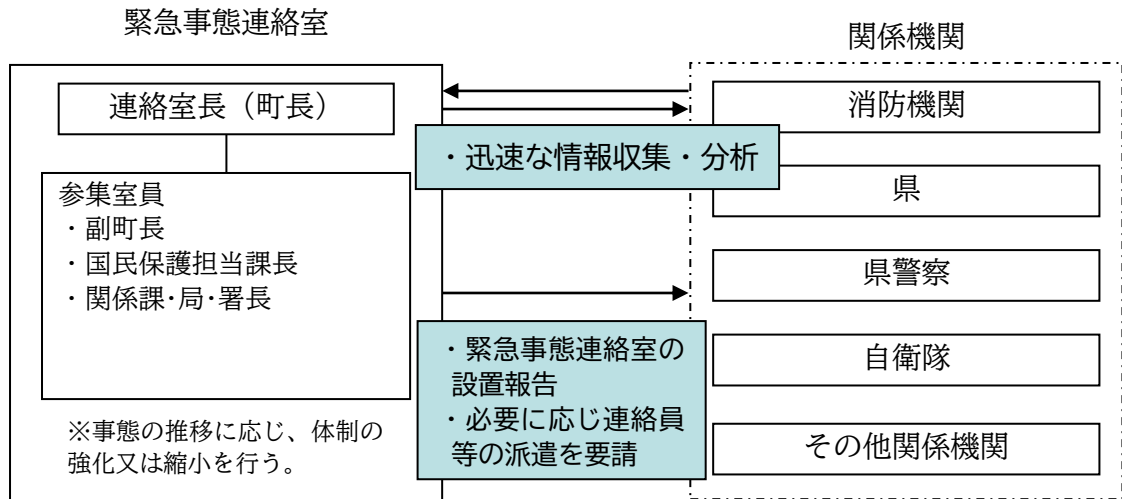 緊急事態連絡室
連絡室長（町長）
参集室員
・副町長
・国民保護担当課長
・関係課･局･署長
※事態の推移に応じ、体制の
強化又は縮小を行う。
・迅速な情報収集・分析
・緊急事態連絡室の
設置報告
・必要に応じ連絡員
等の派遣を要請
関係機関
消防機関
県
県警察
自衛隊
その他関係機関